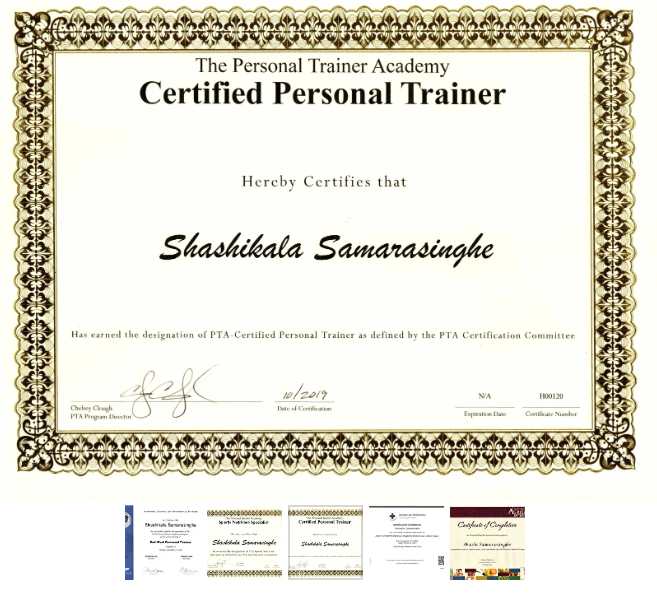 The Personal Trainer Academy
Certified Personal Trainer
Hereby Certifies that
Shashikala Samarasinghe
Has earned the designation of PTA-Certified Personal Trainer as defined by the PTA Certification Committee
10/2019
N/A
H00120
Chelsey Clough
PTA Program Director
Date of Certification
Expiration Date
Certificate Number
Shashikala Samarasinghe
Sports Nutrition Specialist
Shashikala Samarasinghe
Certified Personal Trainer
Shashikala Samarasinghe
Certificate of Completion